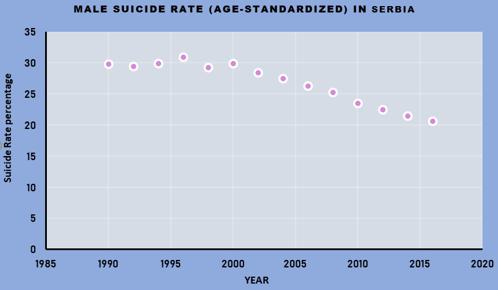 MALE SUICIDE RATE (AGE-STANDARDIZED) IN SERBIA
35
30
25
20
15
10
5
0
Suicide Rate percentage
1985 1990 1995 2000 2005 2010 2015 2020
YEAR